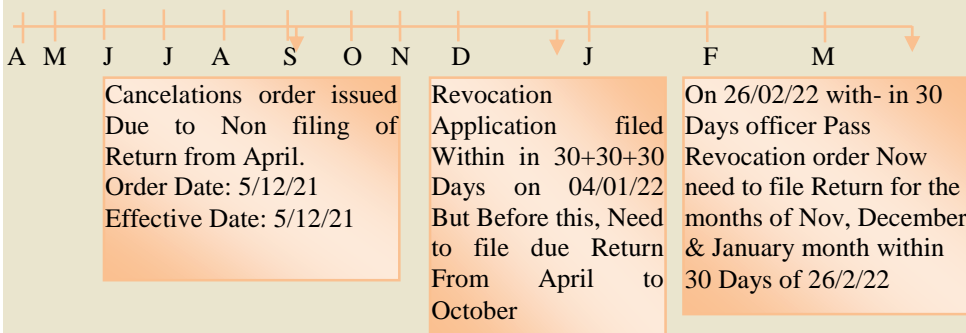 A M J J A S O N D J F M
Cancelations order issued
Due to Non filing of
Return from April.
Order Date: 5/12/21
Effective Date: 5/12/21
Revocation
Application filed
Within in 30+30+30
Days on 04/01/22
But Before this, Need
to file due Return
From April to
October
On 26/02/22 with- in 30
Days officer Pass
Revocation order Now
need to file Return for the
months of Nov, December
& January month within
30 Days of 26/2/22